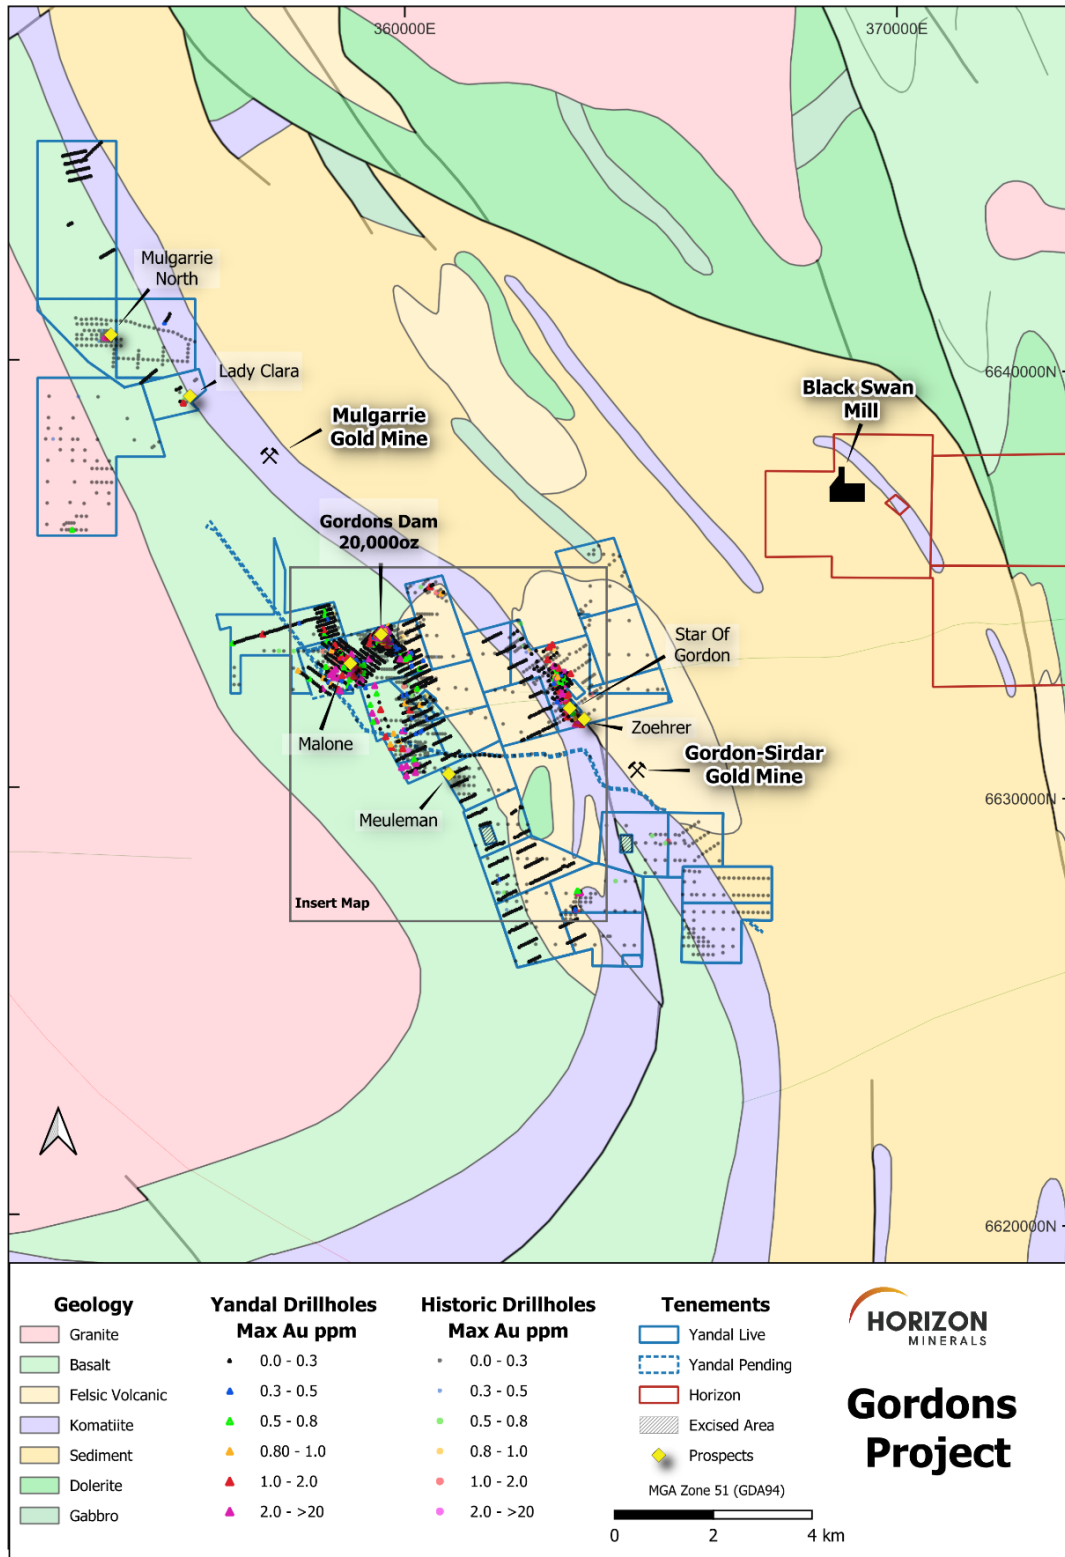 360000E
370000E
Mulgarrie
North
Lady Clara
6640000N
Black Swan
Mill
Mulgarrie
Gold Mine
Gordons Dam
20,000oz
Star Of
Gordon
Zoehrer
Malone
Gordon-Sirdar
Gold Mine
6630000N
Meuleman
Insert Map
6620000N
Geology
Granite
Basalt
Felsic Volcanic
Komatiite
Sediment
Dolerite
Gabbro
Yandal Drillholes
Max Au ppm
0.0 - 0.3
0.3 - 0.5
0.5 - 0.8
0.80 - 1.0
1.0 - 2.0
2.0 - >20
Historic Drillholes
Max Au ppm
0.0 - 0.3
0.3 - 0.5
0.5 - 0.8
0.8 - 1.0
1.0 - 2.0
2.0 - >20
Tenements
Yandal Live
Yandal Pending
Horizon
Excised Area
Prospects
MGA Zone 51 (GDA94)
0 2 4 km
HORIZON
MINERALS
Gordons
Project